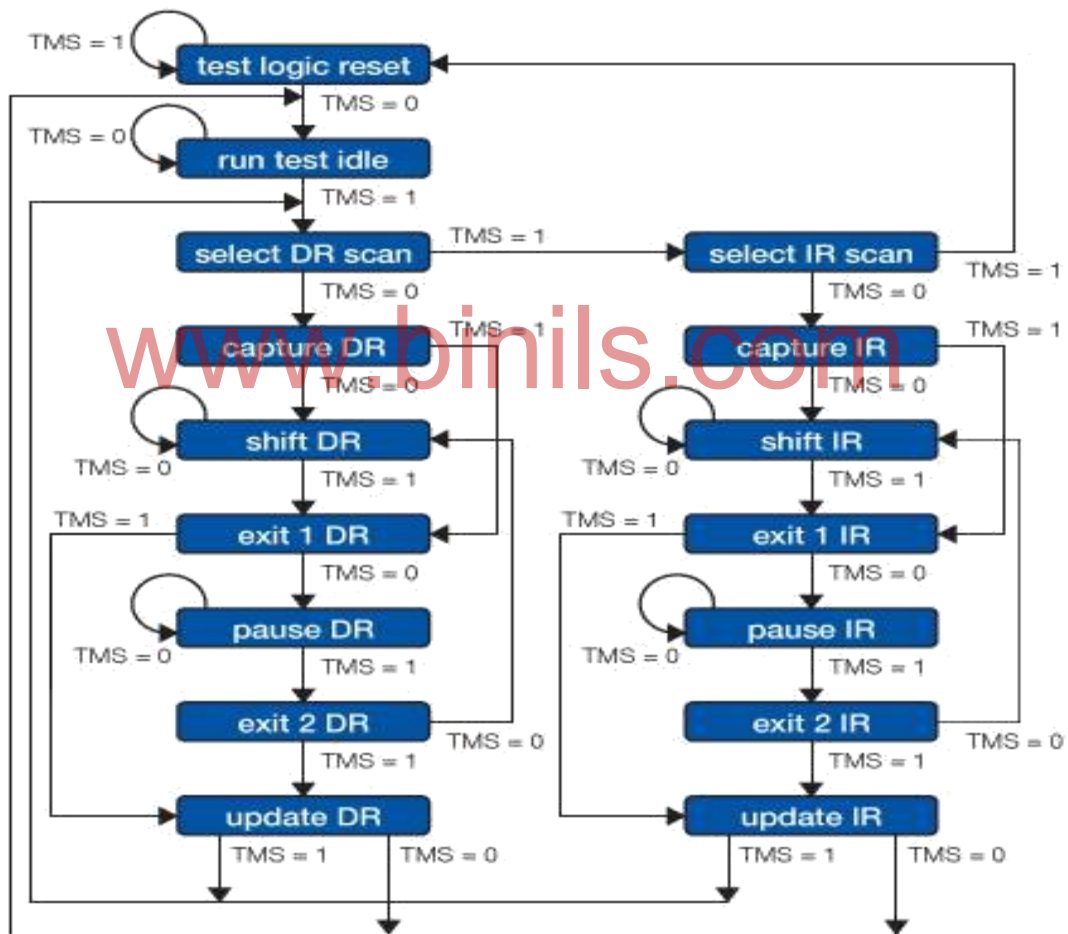 TMS = 1
test logic reset
TMS = 0
TMS = 0
run test idle
TMS = 1
select DR scan
TMS = 1
select IR scan
TMS = 1
TMS = 0
TMS = 0
www.binils.com
capture DR
TMS = 1
capture IR
TMS = 1
TMS = 0
TMS = 0
shift DR
shift IR
TMS = 0
TMS = 1
TMS = 0
TMS = 1
TMS = 1
exit 1 DR
TMS = 1
exit 1 IR
TMS = 0
TMS = 0
pause DR
pause IR
TMS = 0
TMS = 1
TMS = 0
TMS = 1
exit 2 DR
TMS = 0
exit 2 IR
TMS = 0
TMS = 1
TMS = 1
update DR
update IR
TMS = 1
TMS = 0
TMS = 1
TMS = 0